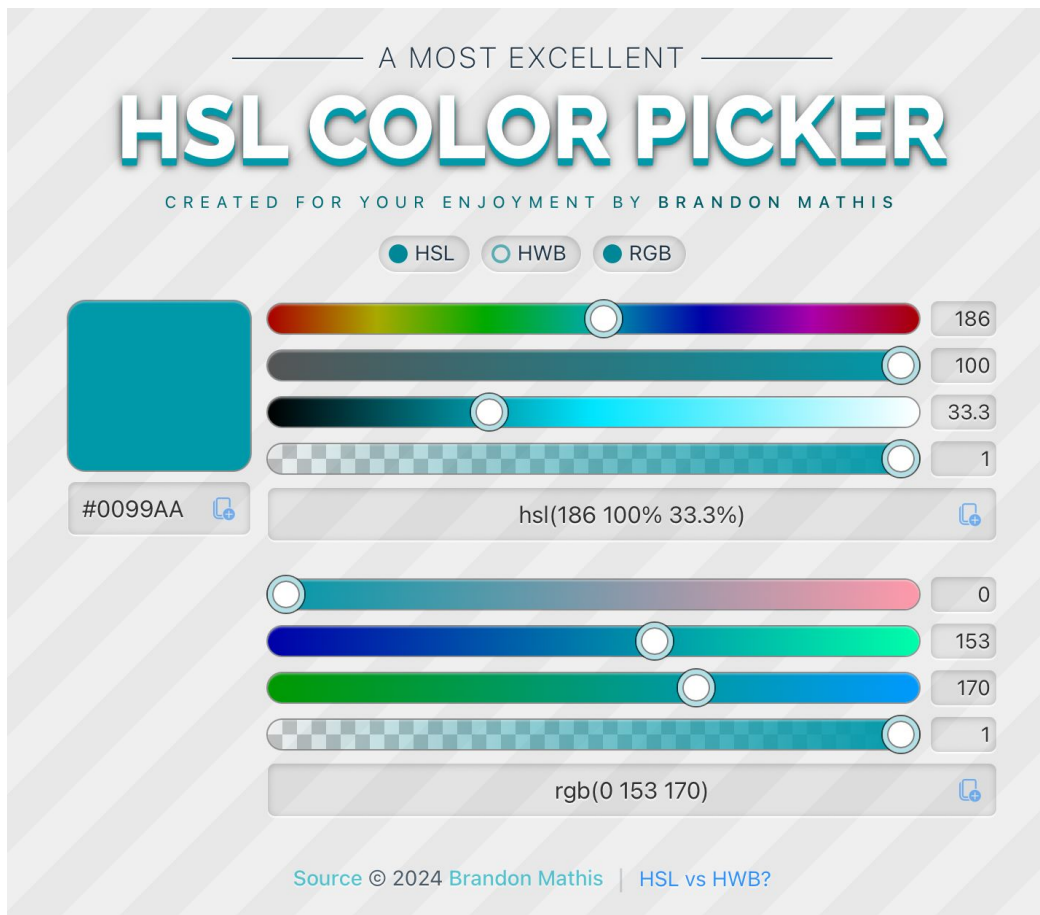 A MOST EXCELLENT
HSL COLOR PICKER
CREATED FOR YOUR ENJOYMENT BY BRANDON MATHIS
HSL HWB RGB
186
100
33.3
1
#0099AA
hsl(186 100% 33.3%)
0
153
170
1
rgb(0 153 170)
Source © 2024 Brandon Mathis | HSL vs HWB?